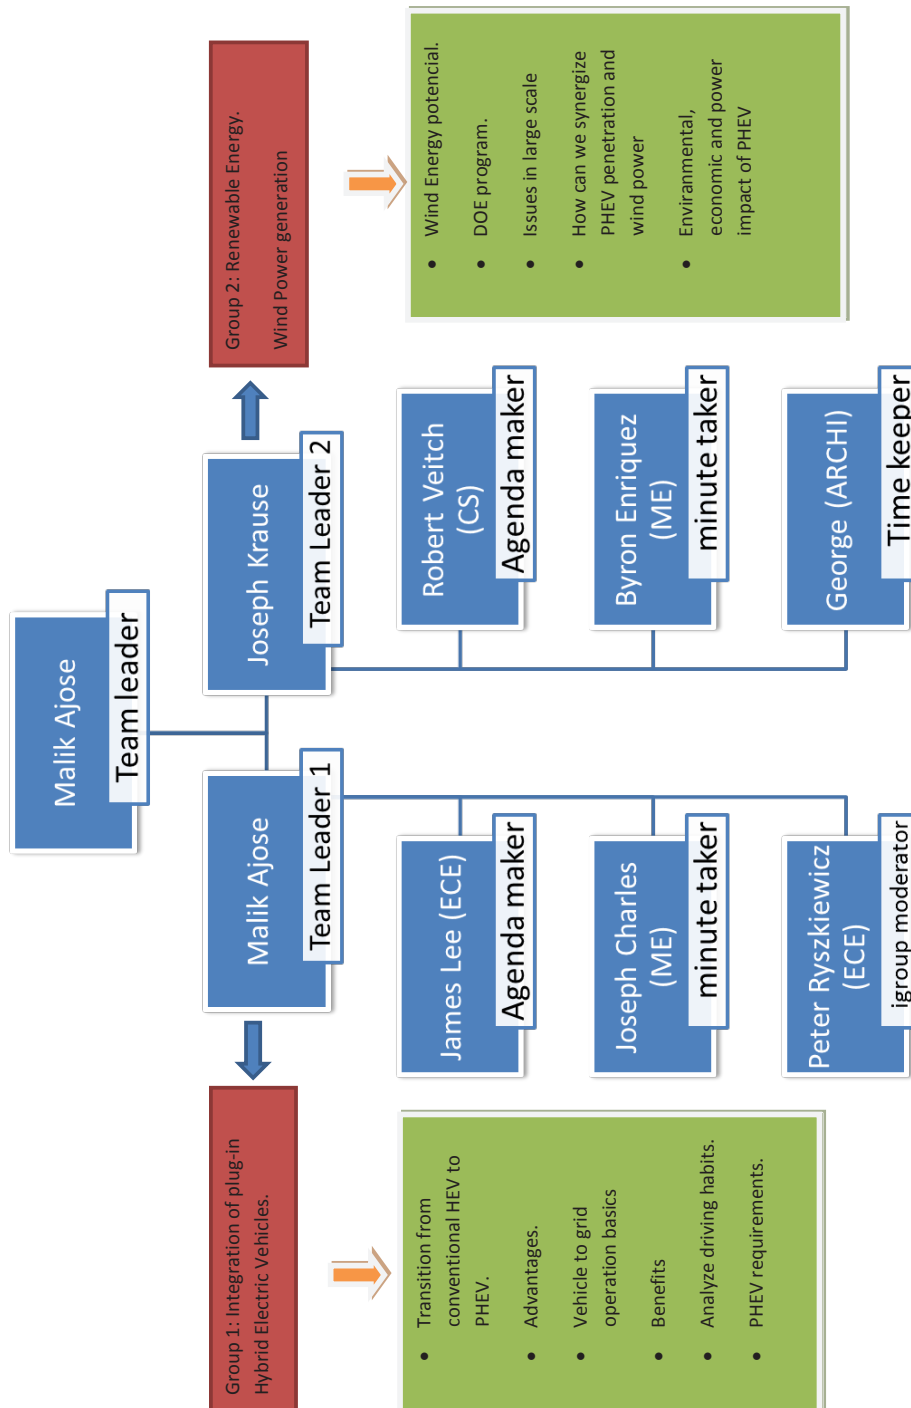 Malik Ajose
Team leader
Malik Ajose
Team Leader 1
Joseph Krause
Team Leader 2
Group 1: Integration of plug-in
Hybrid Electric Vehicles.
Group 2: Renewable Energy.
Wind Power generation
• Transition from
conventional HEV to
PHEV.
• Advantages.
• Vehicle to grid
operation basics
• Benefits
• Analyze driving habits.
• PHEV requirements.
James Lee (ECE)
Agenda maker
Joseph Charles
(ME)
minute taker
Peter Ryszkiewicz
(ECE)
igroup moderator
Robert Veitch
(CS)
Agenda maker
Byron Enriquez
(ME)
minute taker
George (ARCHI)
Time keeper
• Wind Energy potencial.
• DOE program.
• Issues in large scale
• How can we synergize
PHEV penetration and
wind power
• Environmental,
economic and power
impact of PHEV